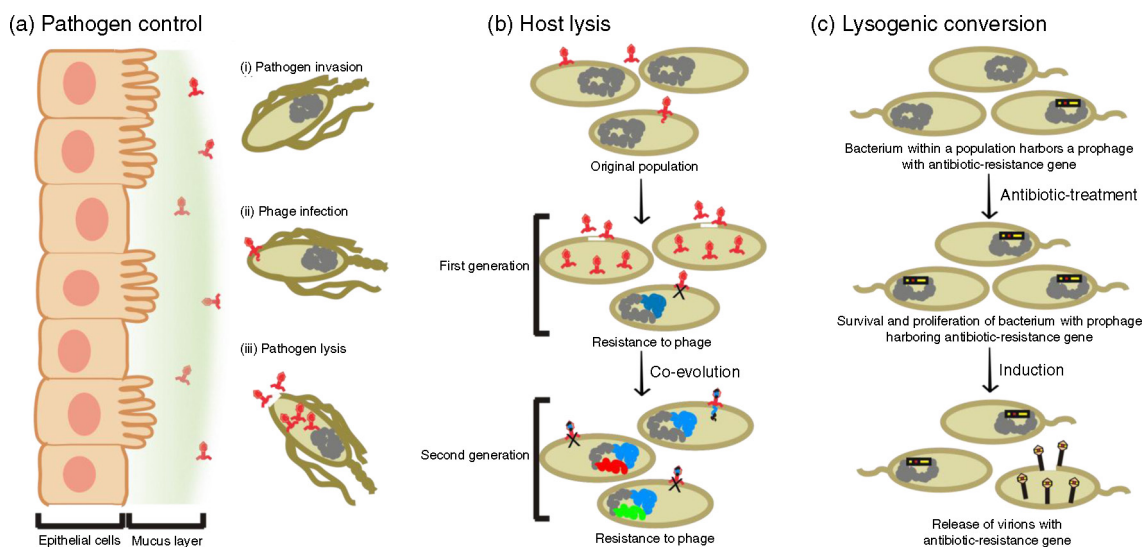 (a) Pathogen control
(i) Pathogen invasion
(ii) Phage infection
(iii) Pathogen lysis
Epithelial cells
Mucus layer
(b) Host lysis
Original population
First generation
Resistance to phage
Co-evolution
Second generation
Resistance to phage
(c) Lysogenic conversion
Bacterium within a population harbors a prophage
with antibiotic-resistance gene
Antibiotic-treatment
Survival and proliferation of bacterium with prophage
harboring antibiotic-resistance gene
Induction
Release of virions with
antibiotic-resistance gene